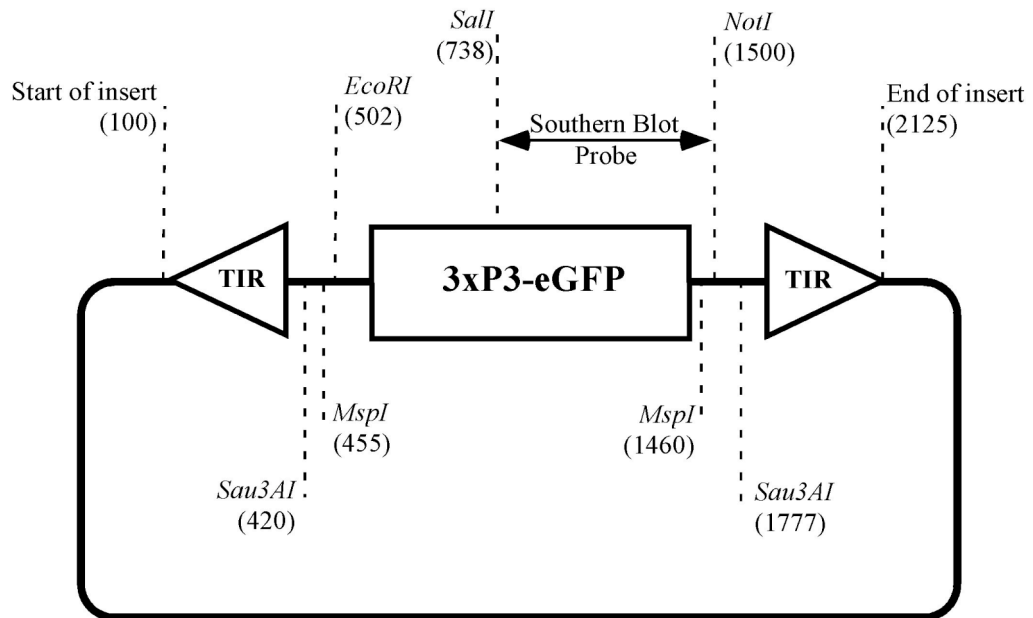 SalI
(738)
NotI
(1500)
Start of insert
(100)
EcoRI
(502)
Southern Blot
Probe
End of insert
(2125)
TIR
3xP3-eGFP
TIR
MspI
(455)
MspI
(1460)
Sau3AI
(420)
Sau3AI
(1777)